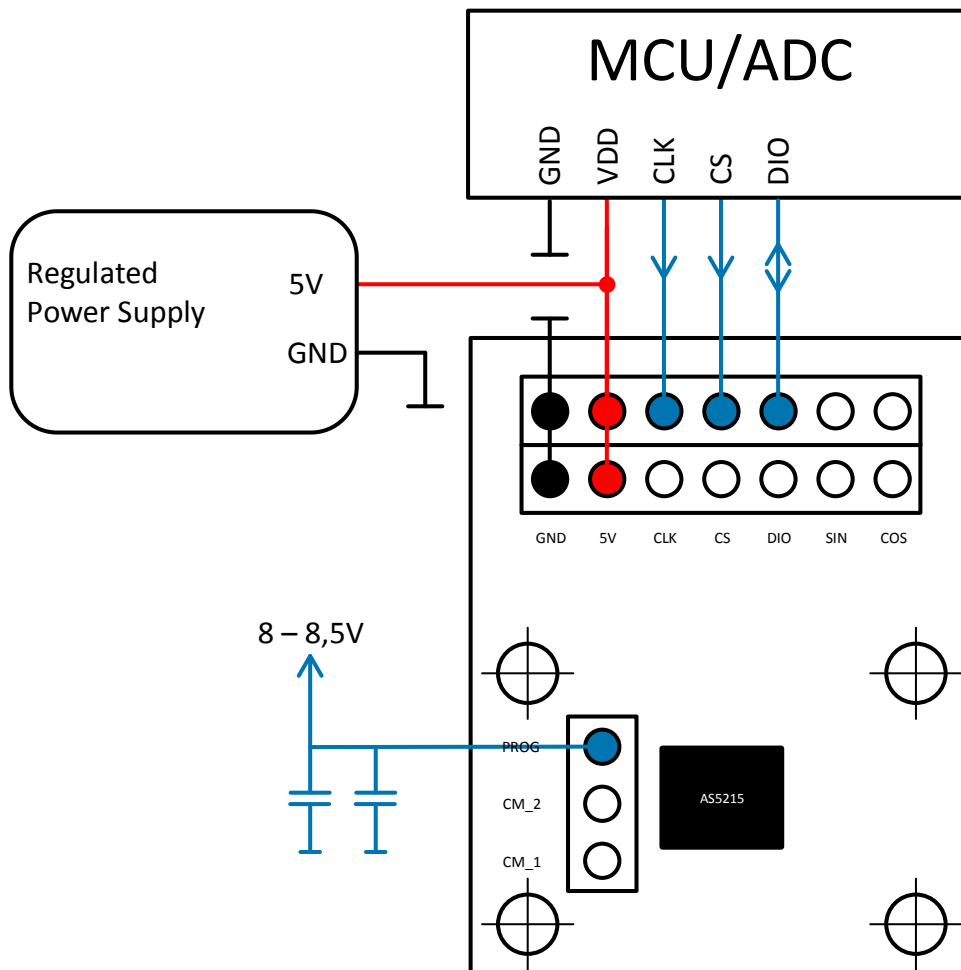 MCU/ADC
GND
VDD
CLK
CS
DIO
Regulated
Power Supply
5V
GND
GND
5V
CLK
CS
DIO
SIN
COS
8 – 8,5V
PROG
CM_2
CM_1
AS5215